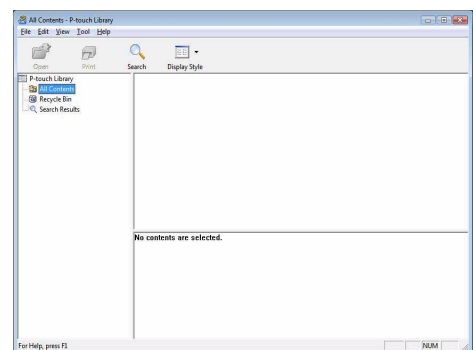 All Contents - P-touch Library
File Edit View Tool Help
Open Print Search Display Style
P-touch Library
All Contents
Recycle Bin
Search Results
No contents are selected.
For Help, press F1 NUM